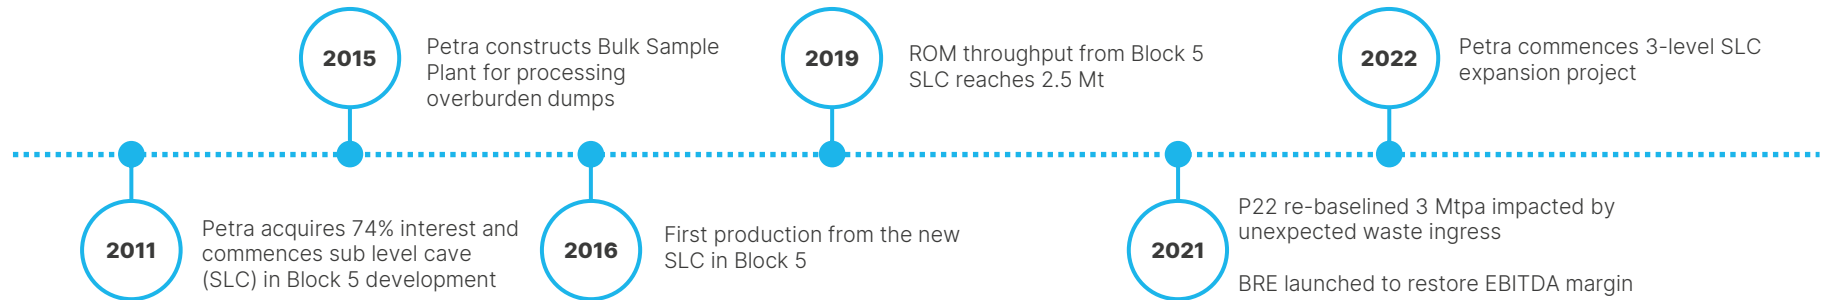 2011
Petra acquires 74% interest and
commences sub level cave
(SLC) in Block 5 development
2015
Petra constructs Bulk Sample
Plant for processing
overburden dumps
2016
First production from the new
SLC in Block 5
2019
ROM throughput from Block 5
SLC reaches 2.5 Mt
2021
P22 re-baselined 3 Mtpa impacted by
unexpected waste ingress
BRE launched to restore EBITDA margin
2022
Petra commences 3-level SLC
expansion project